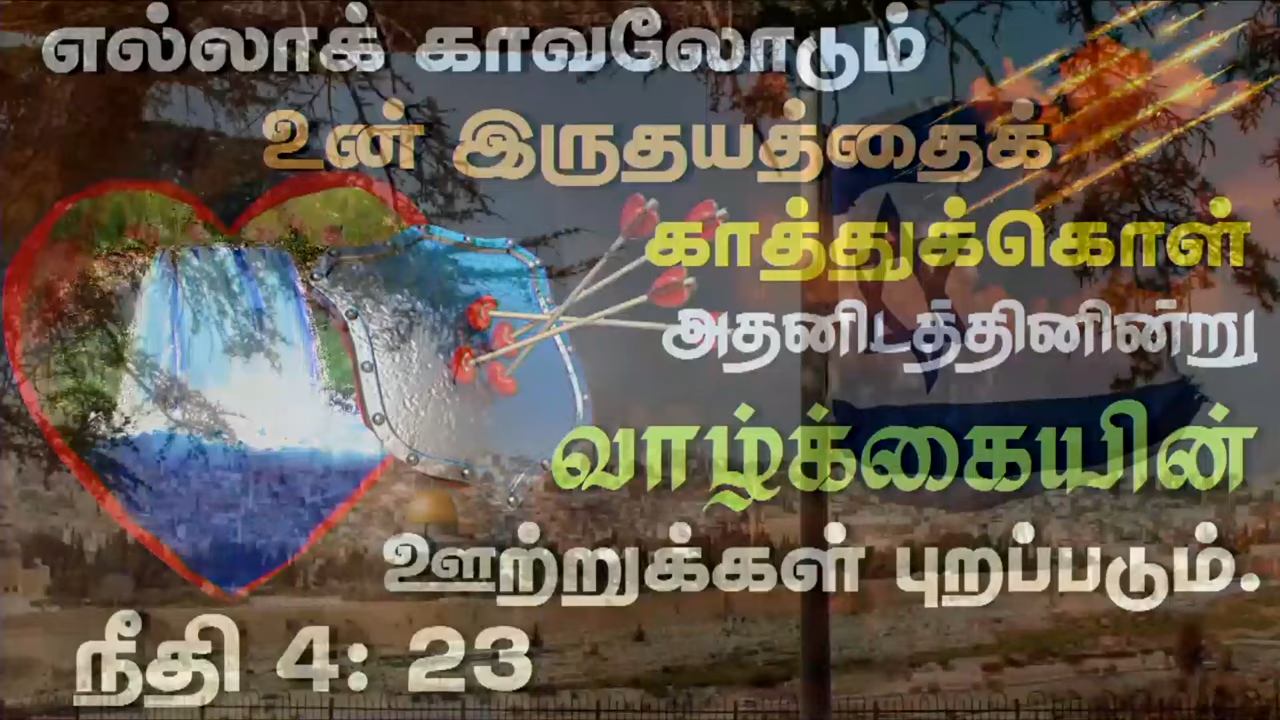 எல்லாக் காவலோடும்
உன் இருதயத்தைக்
காத்துக்கொள்
அதனிடத்தினின்று
வாழ்க்கையின்
ஊற்றுக்கள் புறப்படும்.
நீதி 4: 23